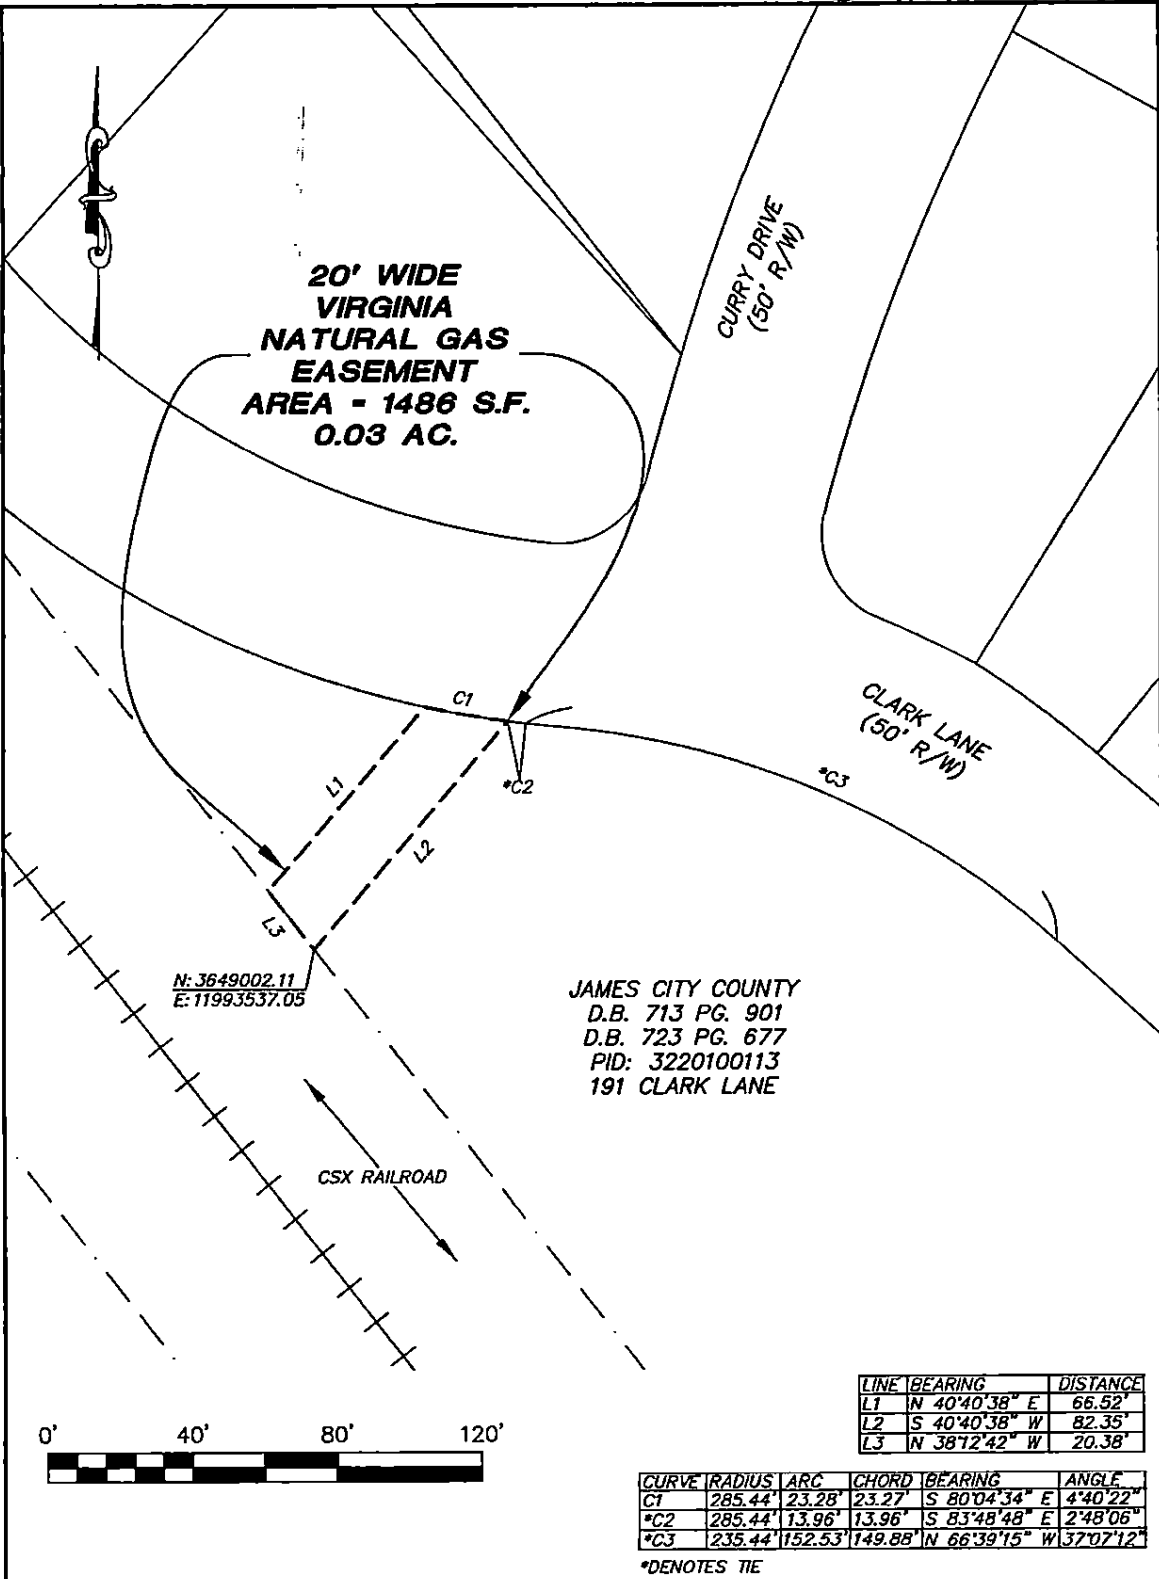 20' WIDE
VIRGINIA
NATURAL GAS
EASEMENT
AREA = 1486 S.F.
0.03 AC.
CURRY DRIVE
(50' R/W)
CLARK LANE
(50' R/W)
C1
*C2
*C3
L1
L2
L3
N: 3649002.11
E: 11993537.05
JAMES CITY COUNTY
D.B. 713 PG. 901
D.B. 723 PG. 677
PID: 3220100113
191 CLARK LANE
CSX RAILROAD
0' 40' 80' 120'
LINE BEARING DISTANCE
L1 N 40°40'38" E 66.52'
L2 S 40°40'38" W 82.35'
L3 N 38°12'42" W 20.38'
CURVE RADIUS ARC CHORD BEARING ANGLE
C1 285.44' 23.28' 23.27' S 80°04'34" E 4°40'22"
*C2 285.44' 13.96' 13.96' S 83°48'48" E 2°48'06"
*C3 235.44' 152.53' 149.88' N 66°39'15" W 37°07'12"
*DENOTES TIE